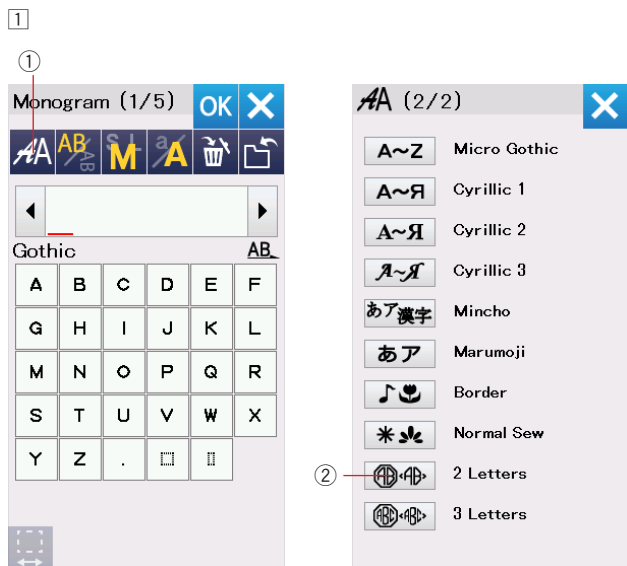 1
①
Monogram (1/5) OK
AA AB AB S L M a A
Gothic AB
A B C D E F
G H I J K L
M N O P Q R
S T U V W X
Y Z .
AA (2/2)
A~Z Micro Gothic
А~Я Cyrillic 1
А~Я Cyrillic 2
А~Я Cyrillic 3
あア漢字 Mincho
あア Marumoji
Border
Normal Sew
② AB AB 2 Letters
ABC ABC 3 Letters